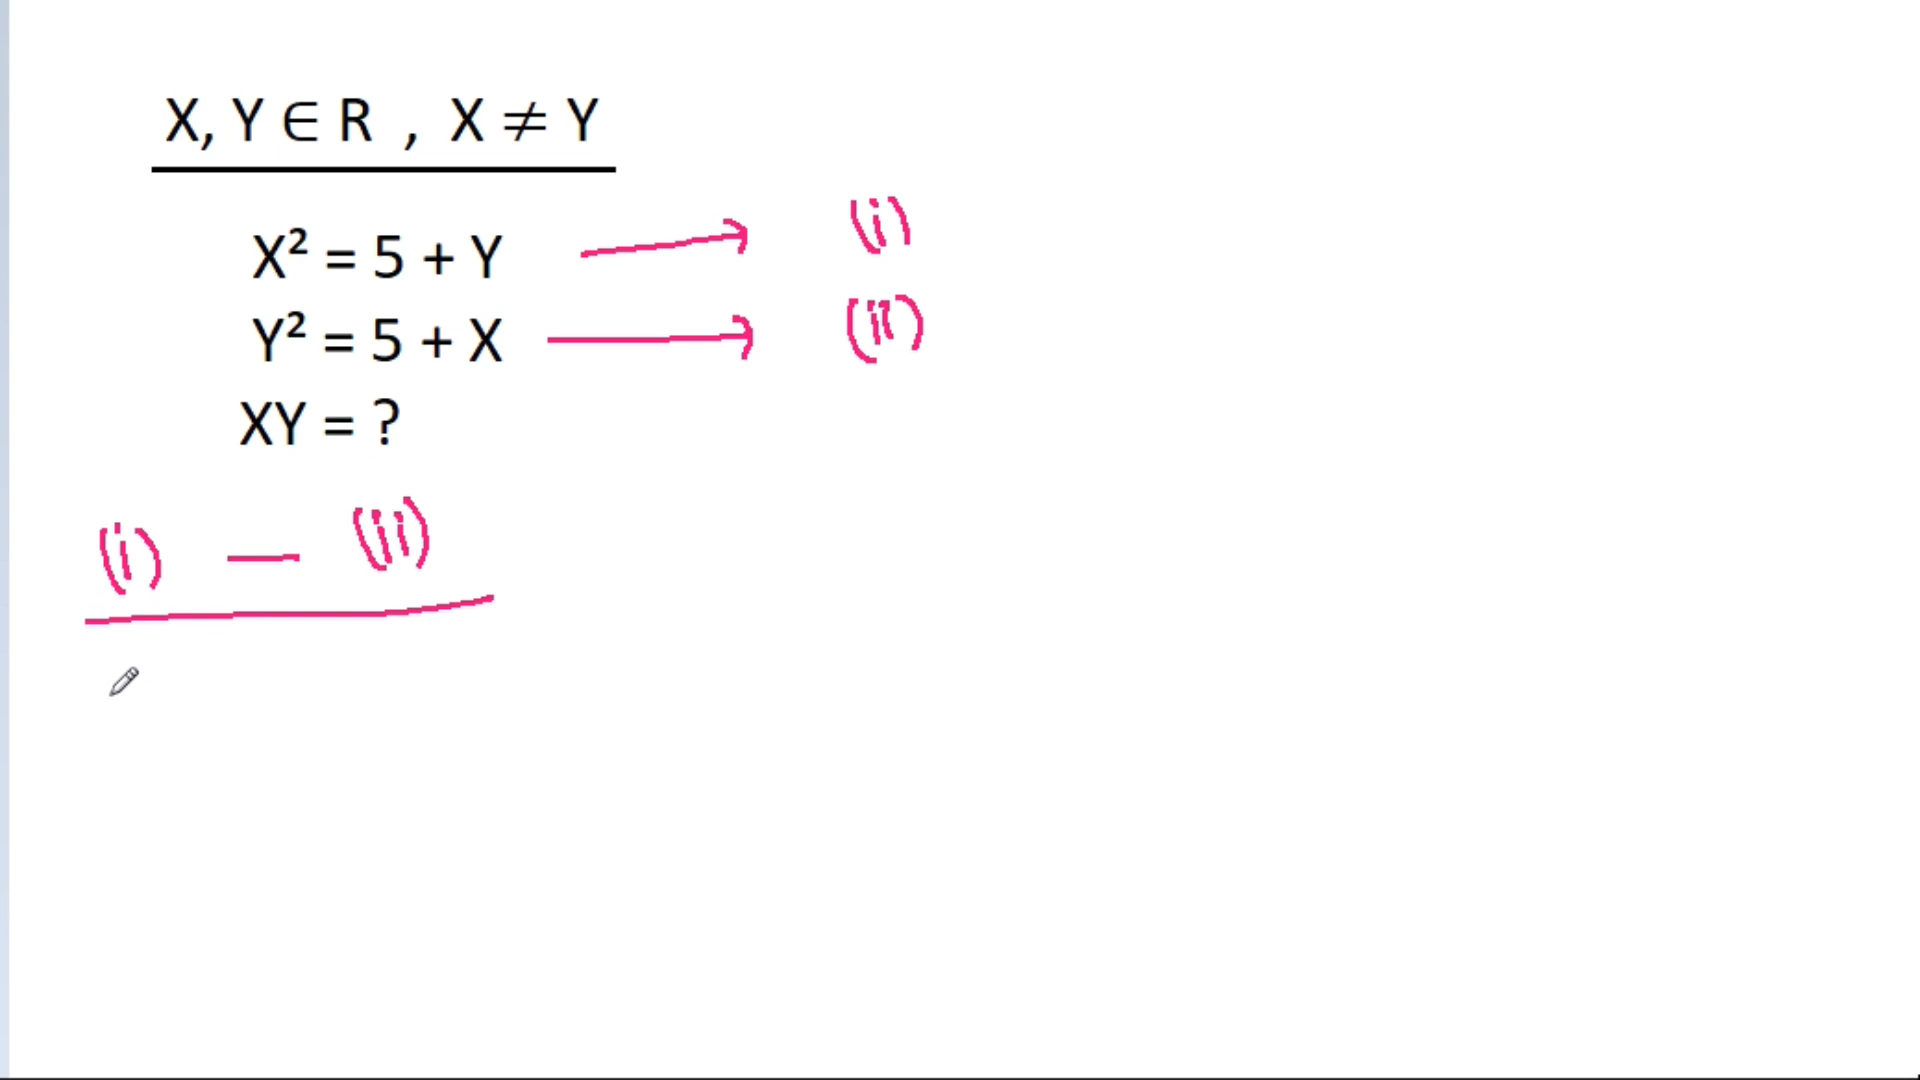 X, Y ∈ R , X ≠ Y
X² = 5 + Y → (i)
Y² = 5 + X → (ii)
XY = ?
(i) — (ii)